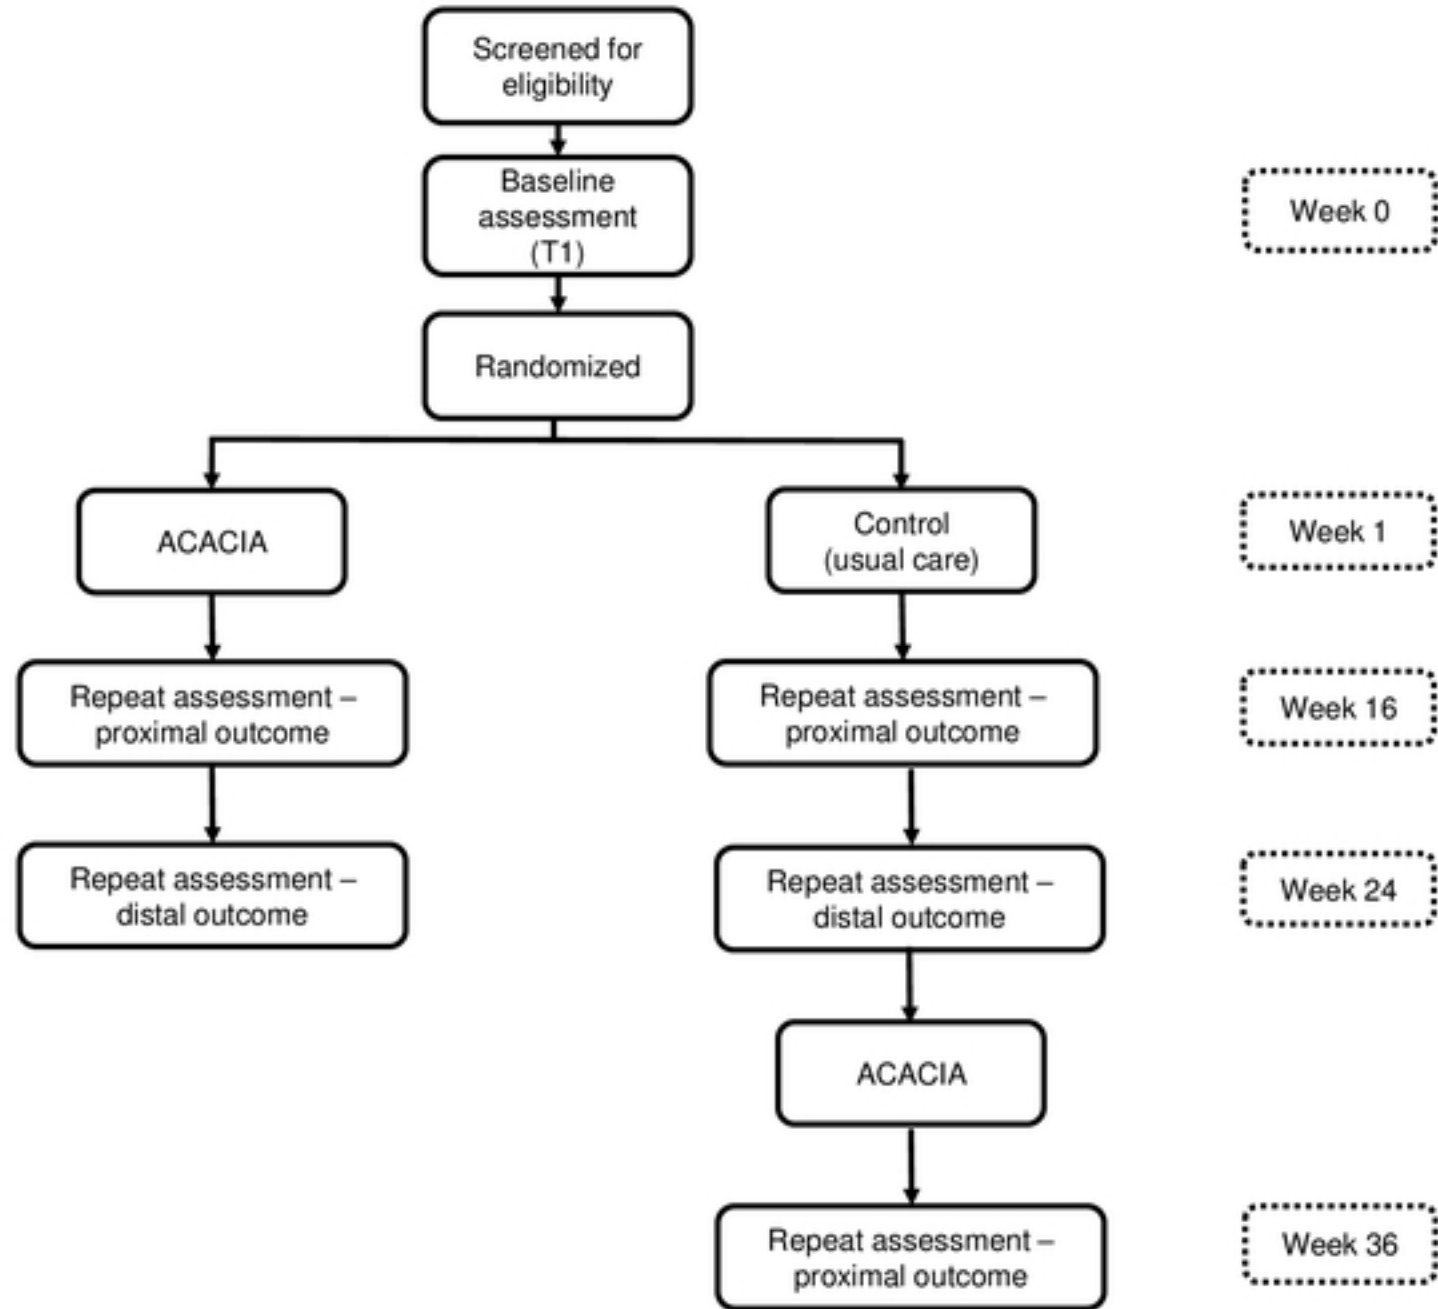 Screened for
eligibility
Baseline
assessment
(T1)
Week 0
Randomized
ACACIA
Control
(usual care)
Week 1
Repeat assessment –
proximal outcome
Repeat assessment –
proximal outcome
Week 16
Repeat assessment –
distal outcome
Repeat assessment –
distal outcome
Week 24
ACACIA
Repeat assessment –
proximal outcome
Week 36